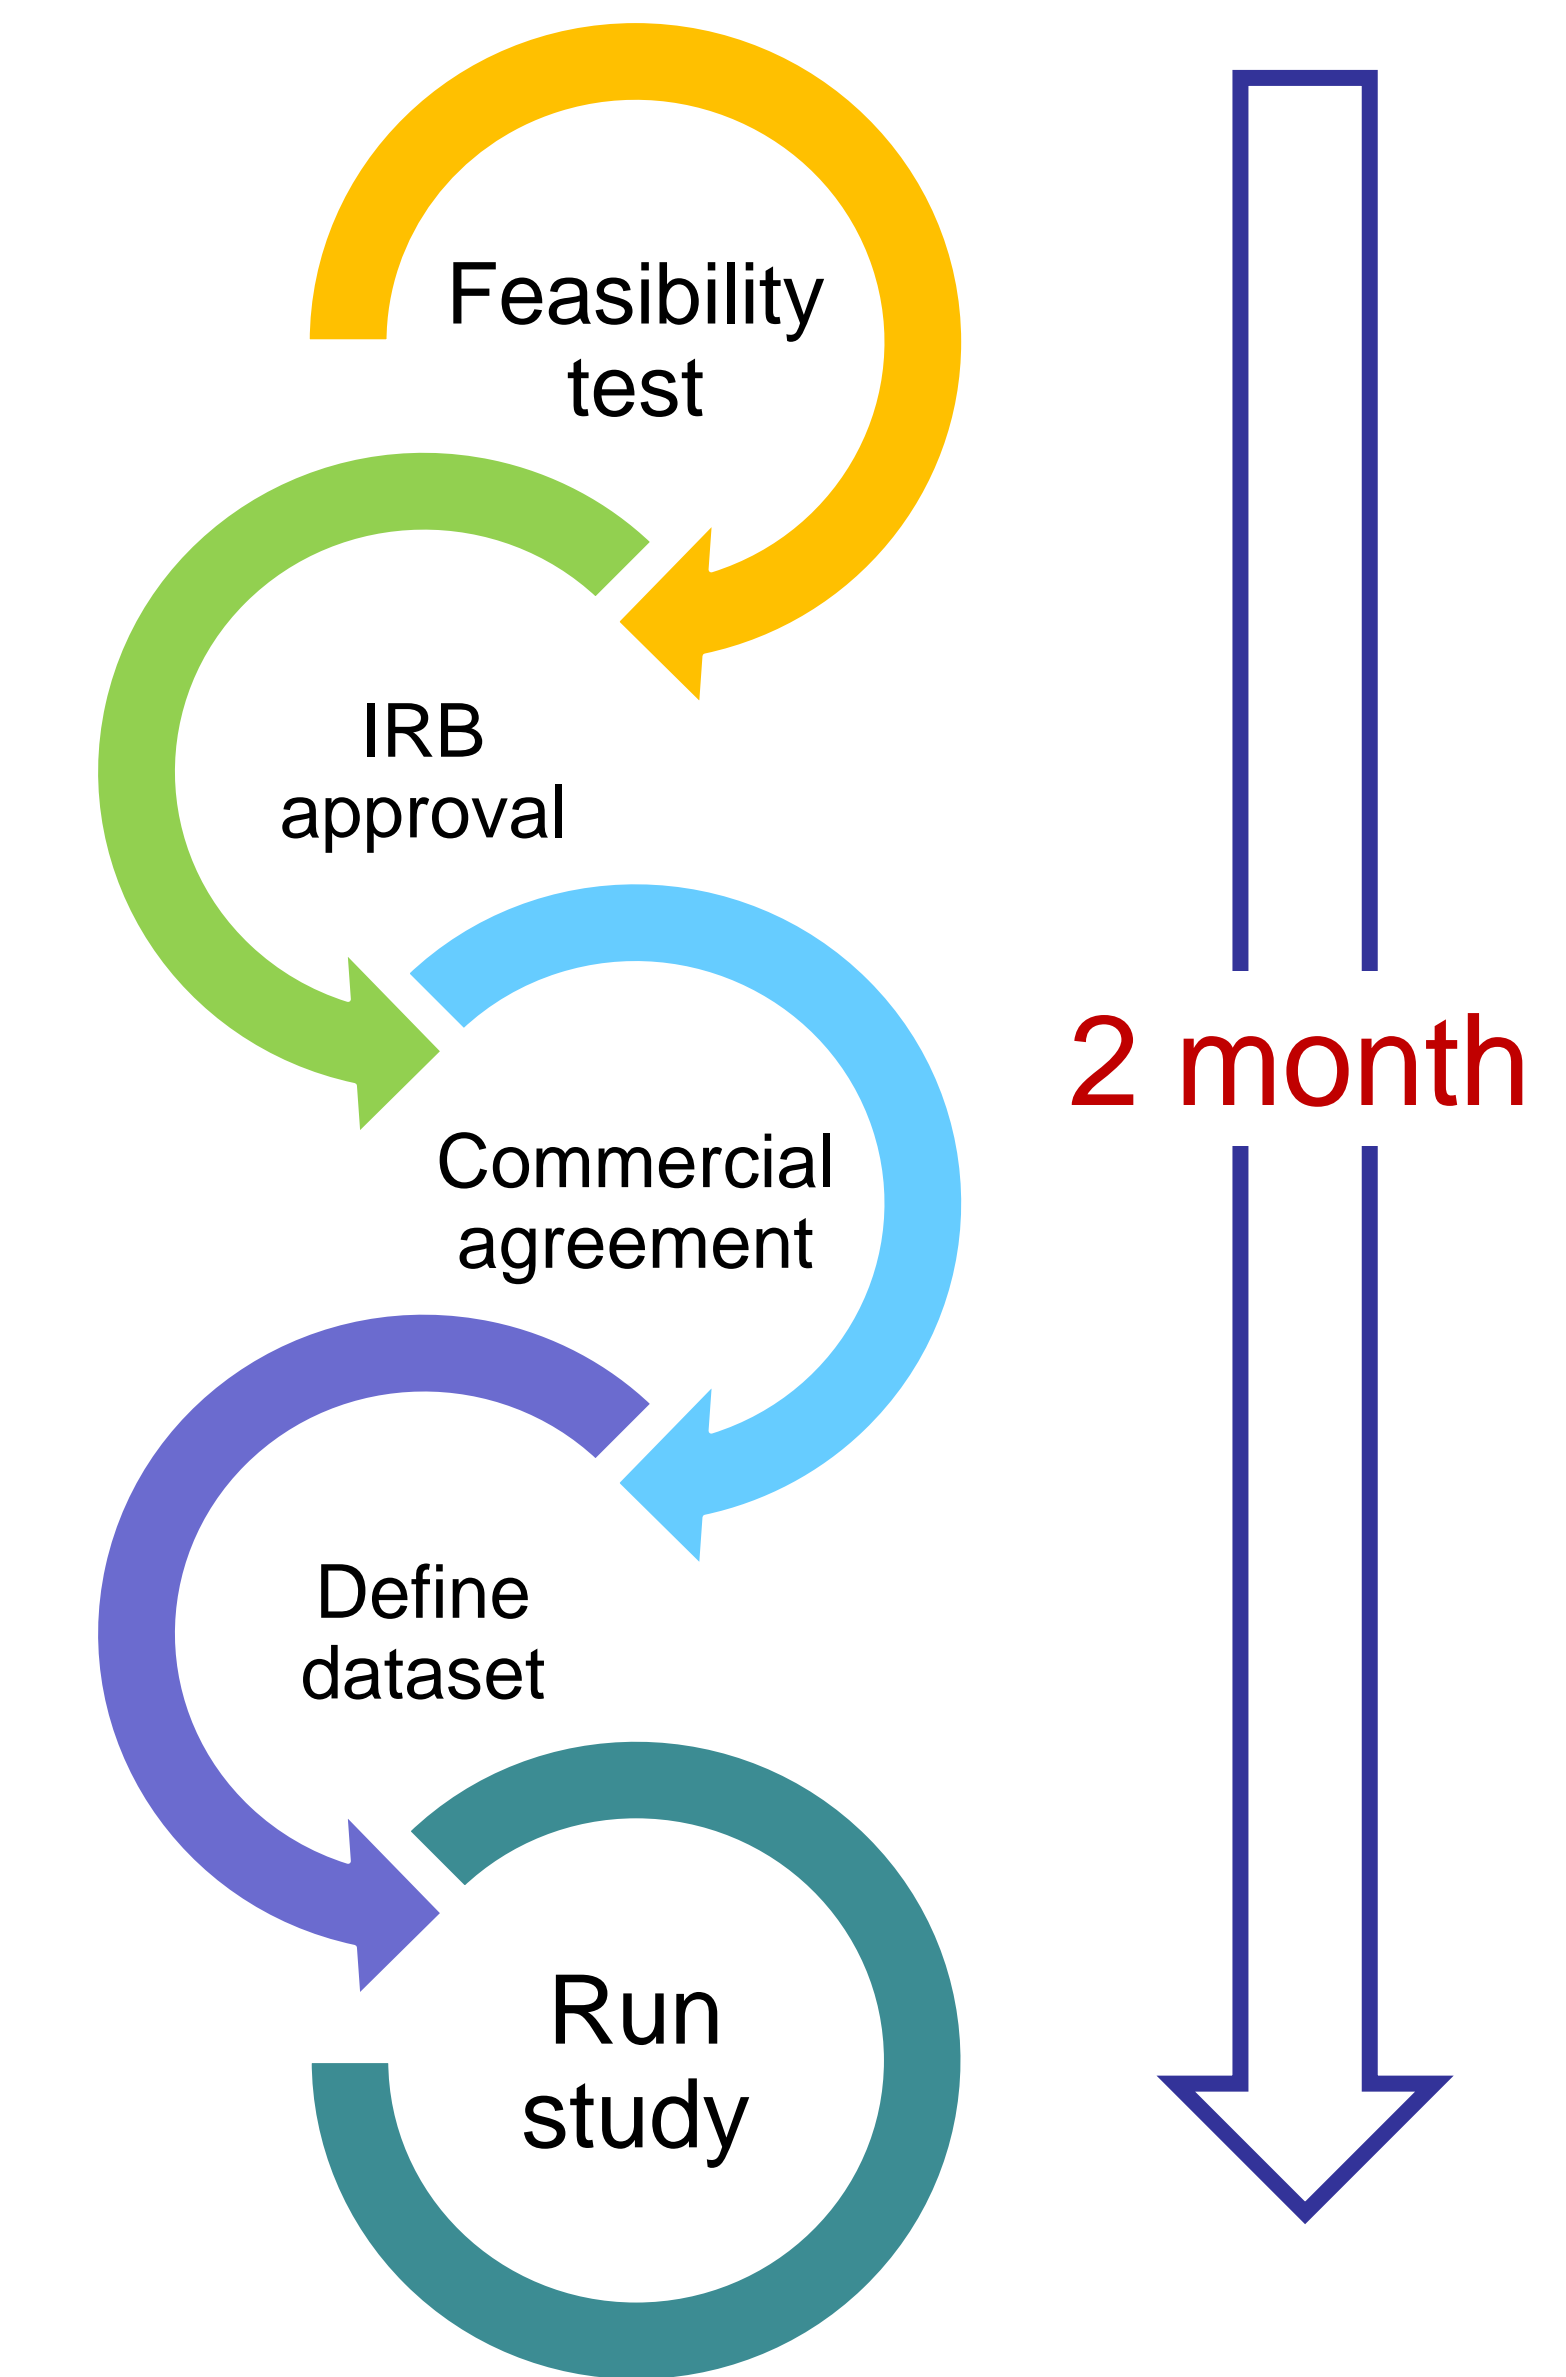 Feasibility
test
IRB
approval
2 month
Commercial
agreement
Define
dataset
Run
study